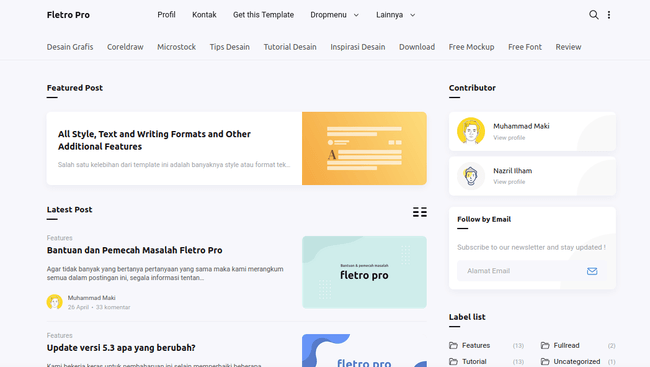 Fletro Pro
Profil Kontak Get this Template Dropmenu Lainnya
Desain Grafis Coreldraw Microstock Tips Desain Tutorial Desain Inspirasi Desain Download Free Mockup Free Font Review
Featured Post
All Style, Text and Writing Formats and Other
Additional Features
Salah satu kelebihan dari template ini adalah banyaknya style atau format tek...
A
Latest Post
Features
Bantuan dan Pemecah Masalah Fletro Pro
Agar tidak banyak yang bertanya pertanyaan yang sama maka kami merangkum
semua dalam postingan ini, segala informasi tentan...
Muhammad Maki
26 April • 33 komentar
Bantuan & pemecah masalah
fletro pro
Features
Update versi 5.3 apa yang berubah?
Kami bekerja keras untuk pembaharuan ini selain memperbaiki beberapa
fletro pro
Contributor
Muhammad Maki
View profile
Nazril Ilham
View profile
Follow by Email
Subscribe to our newsletter and stay updated !
Alamat Email
Label list
Features (13)
Fullread (2)
Tutorial (13)
Uncategorized (1)